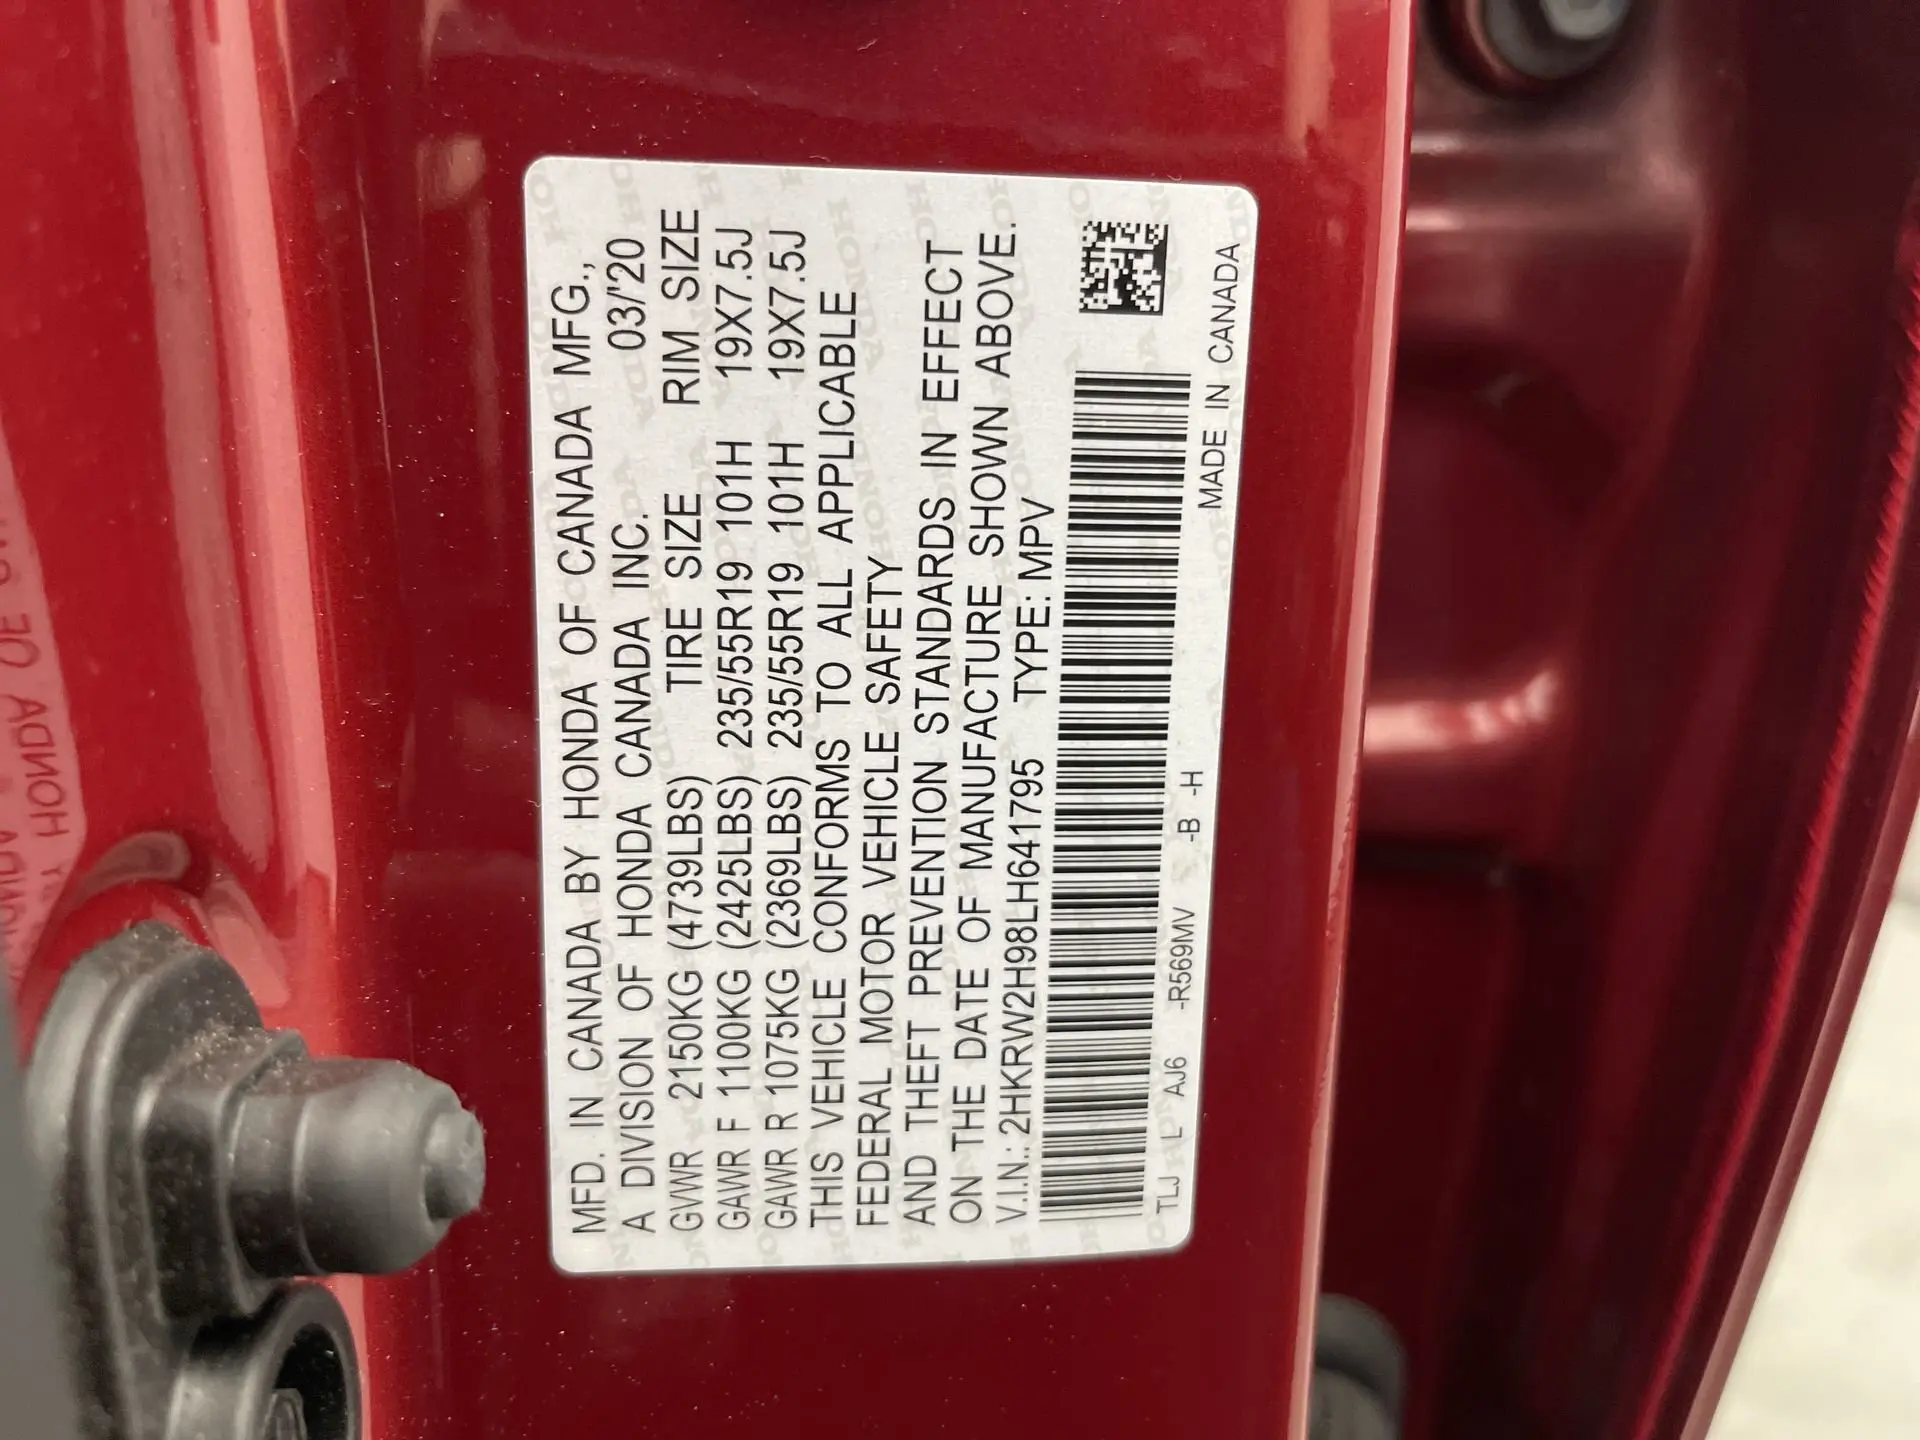 MFD. IN CANADA BY HONDA OF CANADA MFG.,
A DIVISION OF HONDA CANADA INC. 03/'20
GVWR 2150KG (4739LBS) TIRE SIZE RIM SIZE
GAWR F 1100KG (2425LBS) 235/55R19 101H 19X7.5J
GAWR R 1075KG (2369LBS) 235/55R19 101H 19X7.5J
THIS VEHICLE CONFORMS TO ALL APPLICABLE
FEDERAL MOTOR VEHICLE SAFETY
AND THEFT PREVENTION STANDARDS IN EFFECT
ON THE DATE OF MANUFACTURE SHOWN ABOVE.
V.I.N.: 2HKRW2H98LH641795 TYPE: MPV
TLJ L AJ6 -R569MV -B -H MADE IN CANADA